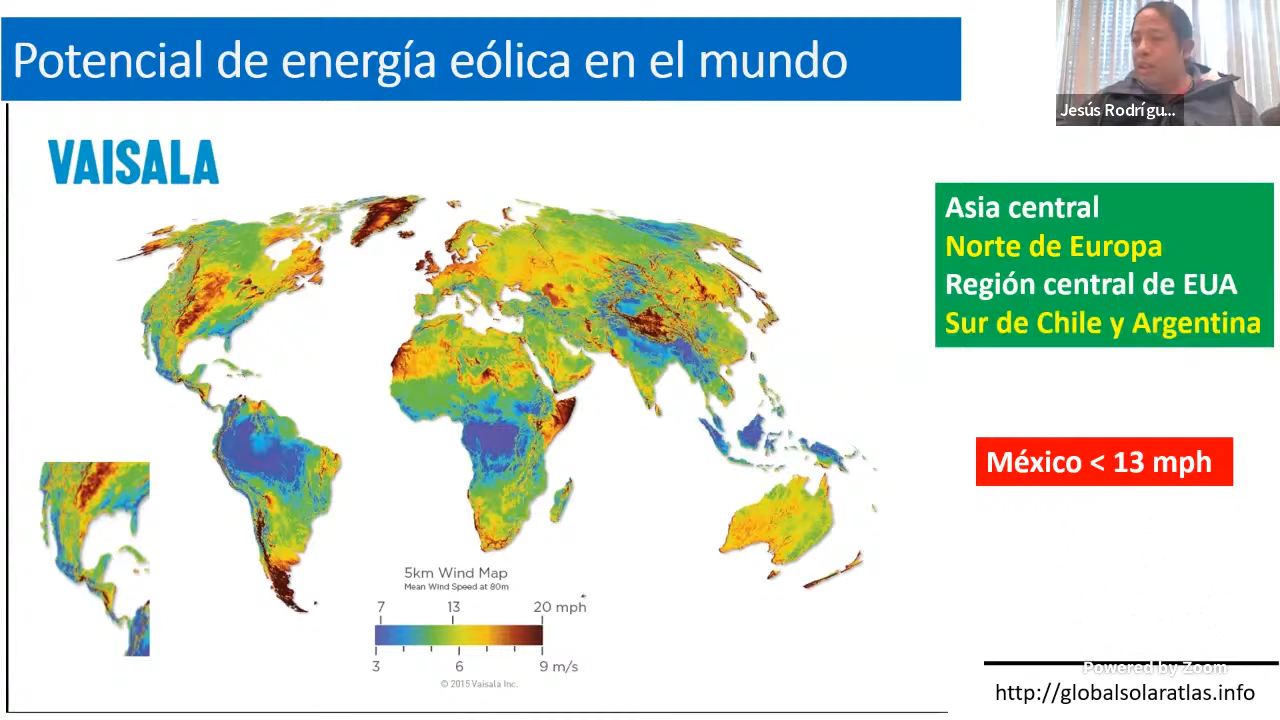 Potencial de energía eólica en el mundo
Jesús Rodrígu...
VAISALA
Asia central
Norte de Europa
Región central de EUA
Sur de Chile y Argentina
México < 13 mph
5km Wind Map
Mean Wind Speed at 80m
7 13 20 mph
3 6 9 m/s
© 2015 Vaisala Inc.
Powered by Zoom
http://globalsolaratlas.info